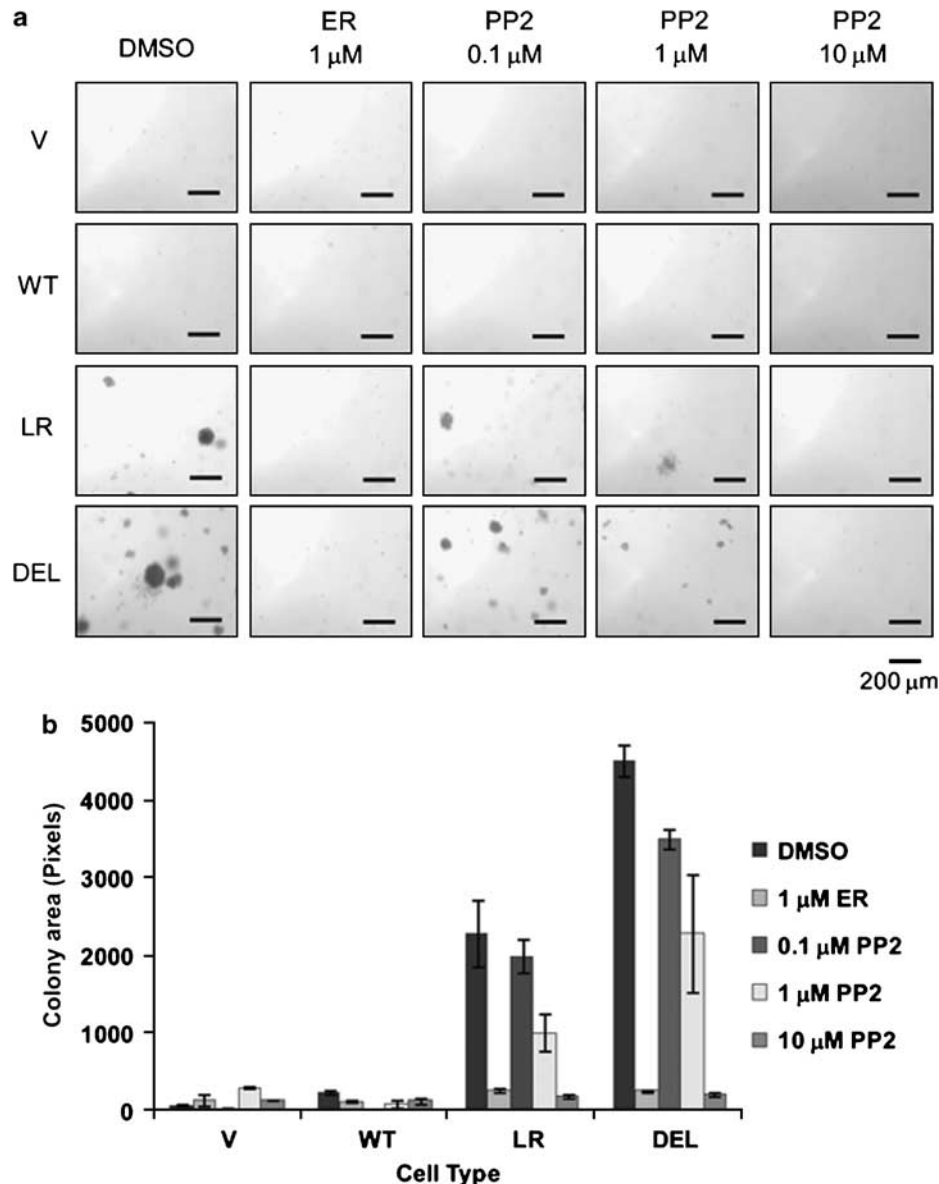 a
DMSO
ER
1 μM
PP2
0.1 μM
PP2
1 μM
PP2
10 μM
V
WT
LR
DEL
200 μm
b
5000
4000
3000
2000
1000
0
Colony area (Pixels)
V
WT
LR
DEL
Cell Type
DMSO
1 μM ER
0.1 μM PP2
1 μM PP2
10 μM PP2